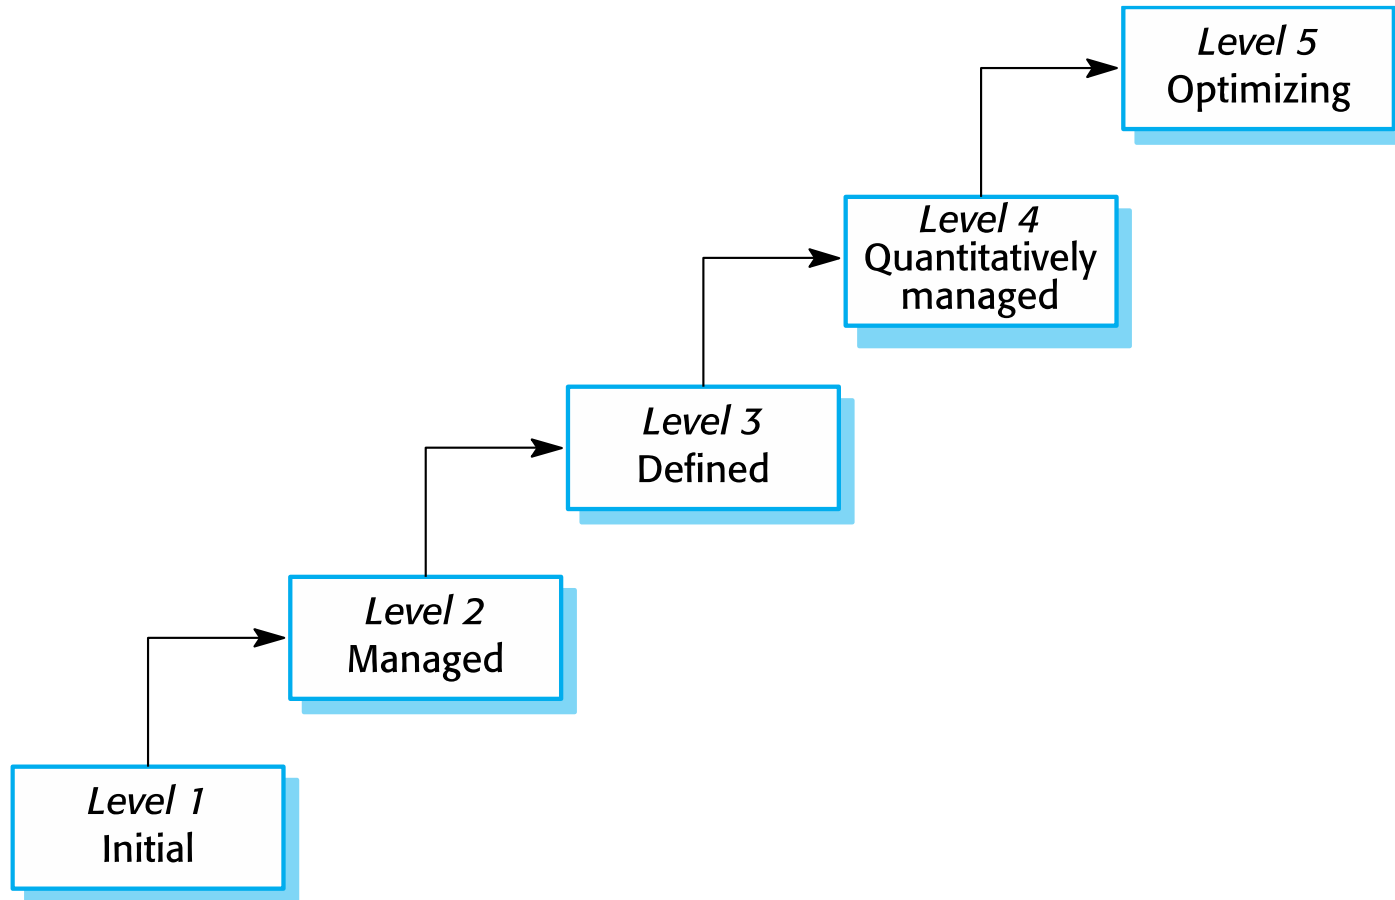 Level 5
Optimizing
Level 4
Quantitatively
managed
Level 3
Defined
Level 2
Managed
Level 1
Initial